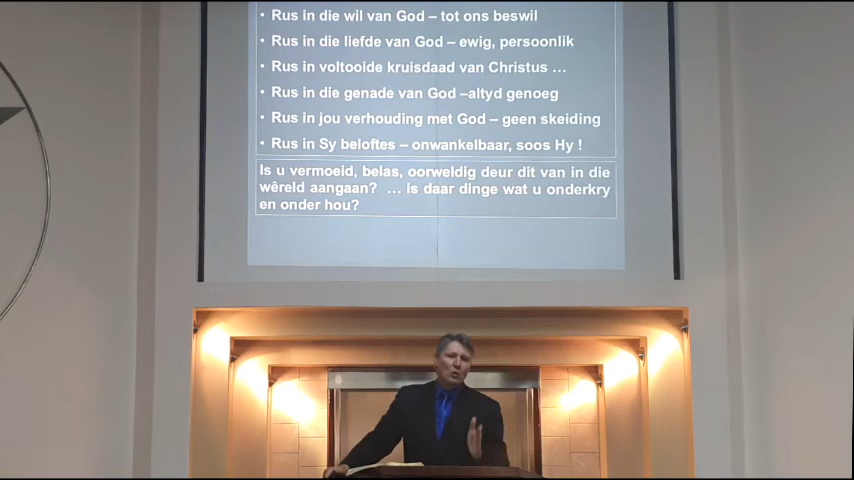 • Rus in die wil van God – tot ons beswil
• Rus in die liefde van God – ewig, persoonlik
• Rus in voltooide kruisdaad van Christus ...
• Rus in die genade van God –altyd genoeg
• Rus in jou verhouding met God – geen skeiding
• Rus in Sy beloftes – onwankelbaar, soos Hy !
Is u vermoeid, belas, oorweldig deur dit van in die
wêreld aangaan? ... is daar dinge wat u onderkry
en onder hou?